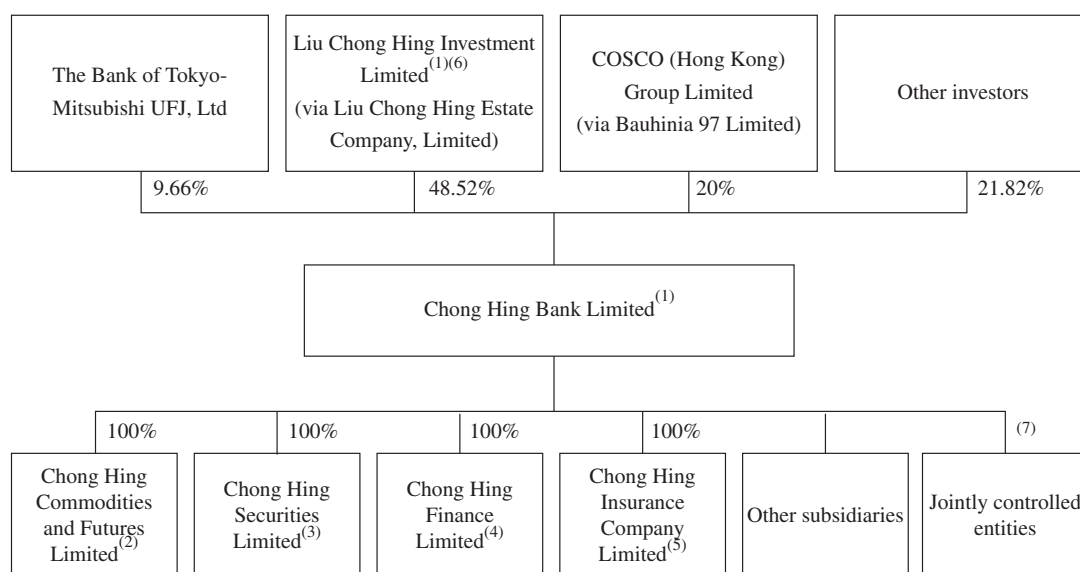 The Bank of Tokyo-
Mitsubishi UFJ, Ltd
Liu Chong Hing Investment
Limited(1)(6)
(via Liu Chong Hing Estate
Company, Limited)
COSCO (Hong Kong)
Group Limited
(via Bauhinia 97 Limited)
Other investors
9.66%
48.52%
20%
21.82%
Chong Hing Bank Limited(1)
100%
100%
100%
100%
(7)
Chong Hing
Commodities
and Futures
Limited(2)
Chong Hing
Securities
Limited(3)
Chong Hing
Finance
Limited(4)
Chong Hing
Insurance
Company
Limited(5)
Other subsidiaries
Jointly controlled
entities